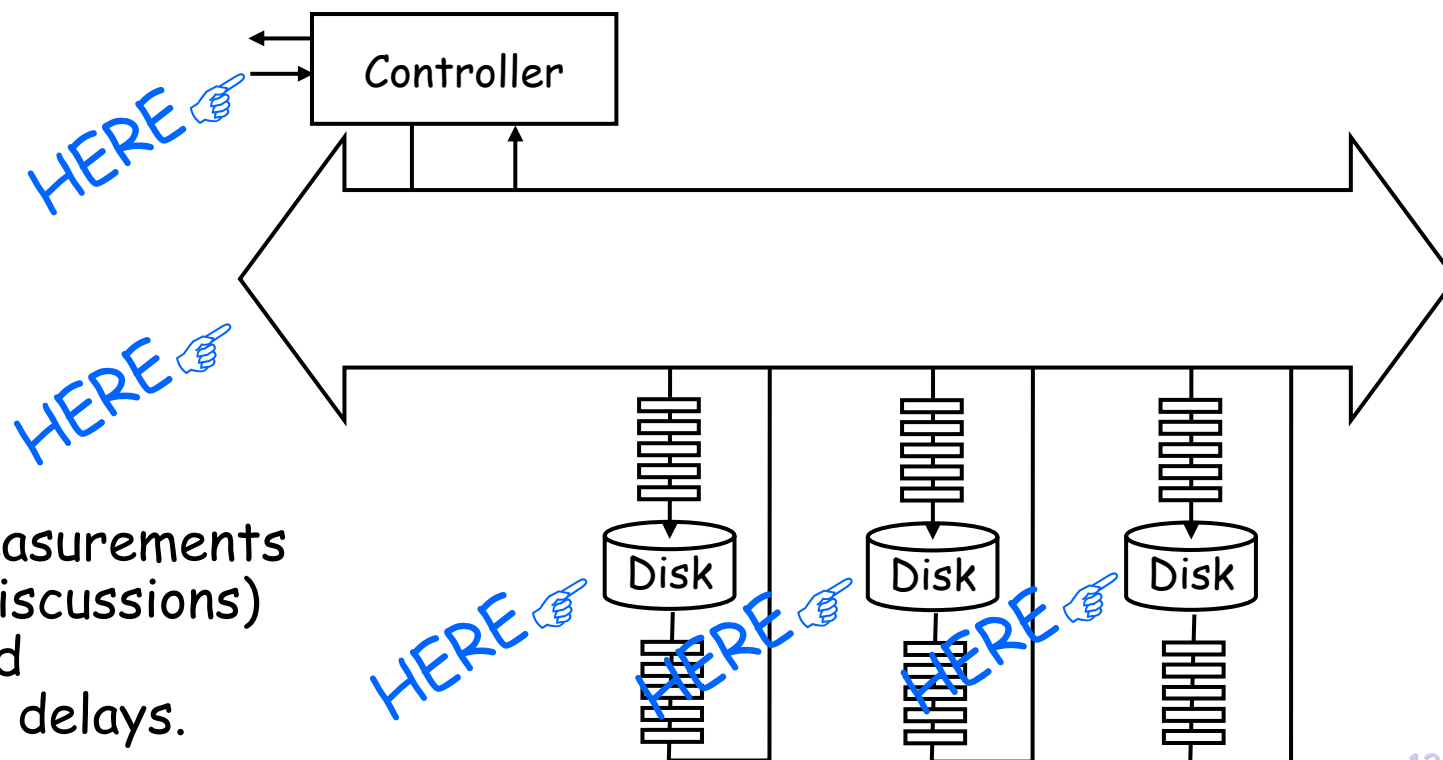 Controller
HERE
HERE
asurements
iscussions)
d
delays.
Disk
Disk
Disk
HERE
HERE
HERE